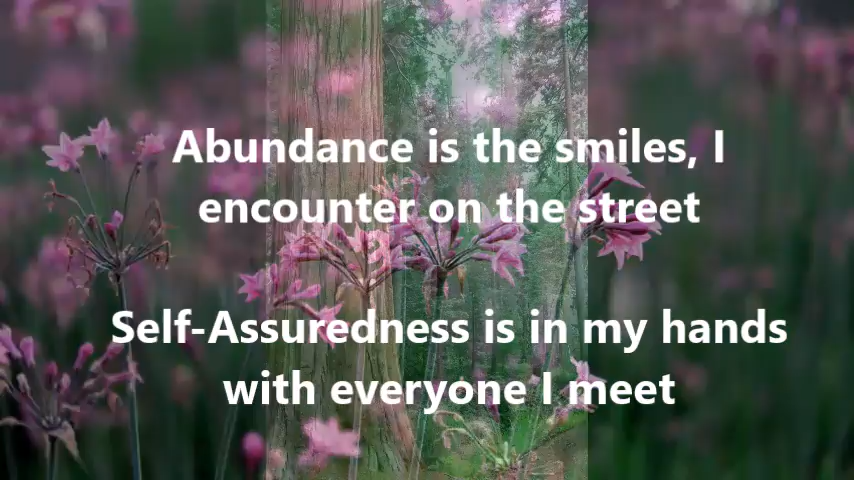 Abundance is the smiles, I
encounter on the street
Self-Assuredness is in my hands
with everyone I meet